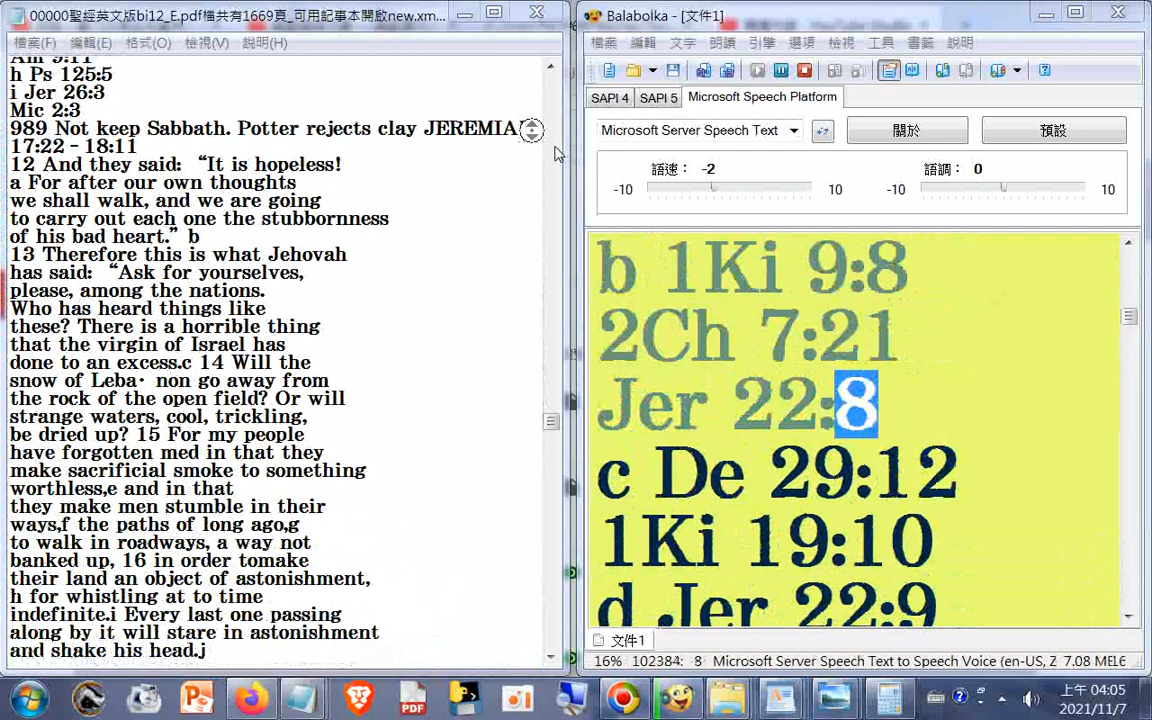 00000聖經英文版bi12_E.pdf檔共有1669頁_可用記事本開啟new.xm...
檔案(F) 編輯(E) 格式(O) 檢視(V) 說明(H)
Am 9:11
h Ps 125:5
i Jer 26:3
Mic 2:3
989 Not keep Sabbath. Potter rejects clay JEREMIA
17:22–18:11
12 And they said: “It is hopeless!
a For after our own thoughts
we shall walk, and we are going
to carry out each one the stubbornness
of his bad heart.” b
13 Therefore this is what Jehovah
has said: “Ask for yourselves,
please, among the nations.
Who has heard things like
these? There is a horrible thing
that the virgin of Israel has
done to an excess.c 14 Will the
snow of Leba· non go away from
the rock of the open field? Or will
strange waters, cool, trickling,
be dried up? 15 For my people
have forgotten med in that they
make sacrificial smoke to something
worthless,e and in that
they make men stumble in their
ways,f the paths of long ago,g
to walk in roadways, a way not
banked up, 16 in order tomake
their land an object of astonishment,
h for whistling at to time
indefinite.i Every last one passing
along by it will stare in astonishment
and shake his head.j
Balabolka - [文件1]
檔案 編輯 文字 朗讀 引擎 選項 檢視 工具 書籤 說明
SAPI 4 SAPI 5 Microsoft Speech Platform
Microsoft Server Speech Text 關於 預設
語速： -2 語調： 0
-10 10 -10 10
b 1Ki 9:8
2Ch 7:21
Jer 22:8
c De 29:12
1Ki 19:10
d Jer 22:9
文件1
16% 102384: 8 Microsoft Server Speech Text to Speech Voice (en-US, Z 7.08 МЕ16
PDF
上午 04:05
2021/11/7